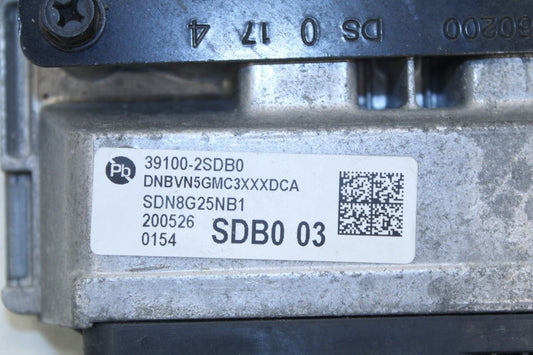 DS 0 17 4
60200
Pb
39100-2SDB0
DNBVN5GMC3XXXDCA
SDN8G25NB1
200526
0154
SDB0 03